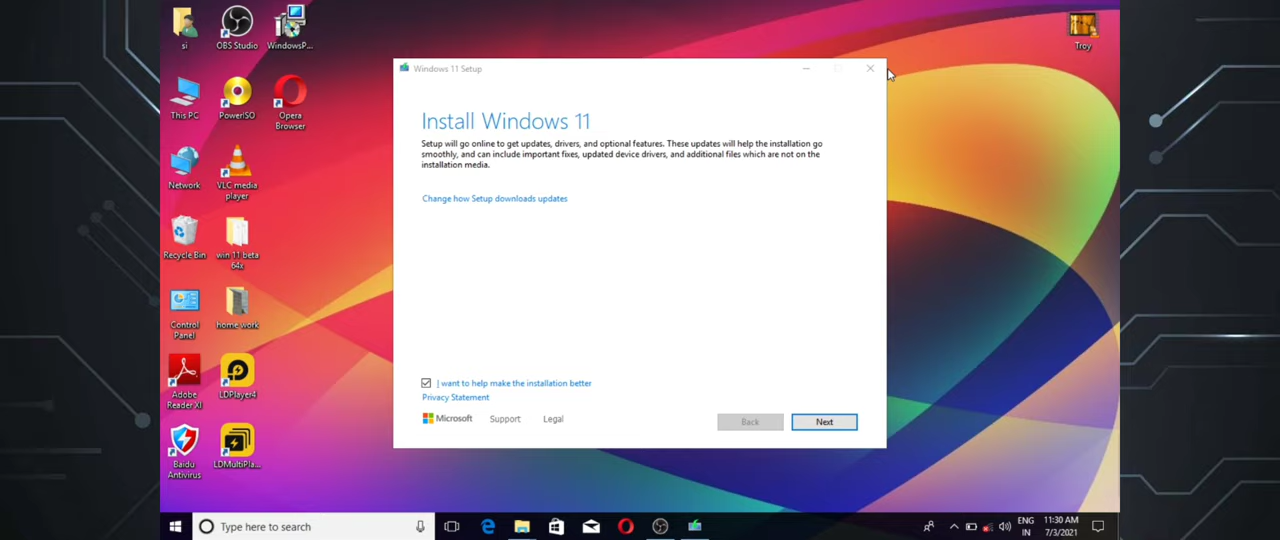 si
OBS Studio
WindowsP...
Troy
This PC
PowerISO
Opera
Browser
Network
VLC media
player
Recycle Bin
win 11 beta
64x
Control
Panel
home work
Adobe
Reader XI
LDPlayer4
Baidu
Antivirus
LDMultiPla...
Windows 11 Setup
Install Windows 11
Setup will go online to get updates, drivers, and optional features. These updates will help the installation go
smoothly, and can include important fixes, updated device drivers, and additional files which are not on the
installation media.
Change how Setup downloads updates
I want to help make the installation better
Privacy Statement
Microsoft Support Legal
Back Next
Type here to search
ENG
IN
11:30 AM
7/3/2021